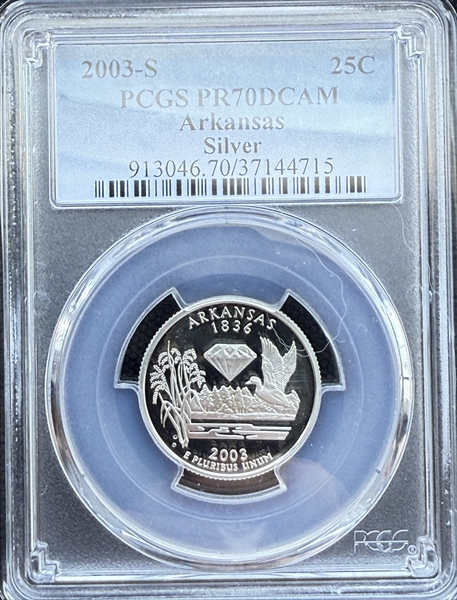 2003-S 25C
PCGS PR70DCAM
Arkansas
Silver
913046.70/37144715
ARKANSAS
1836
2003
E PLURIBUS UNUM
PCGS